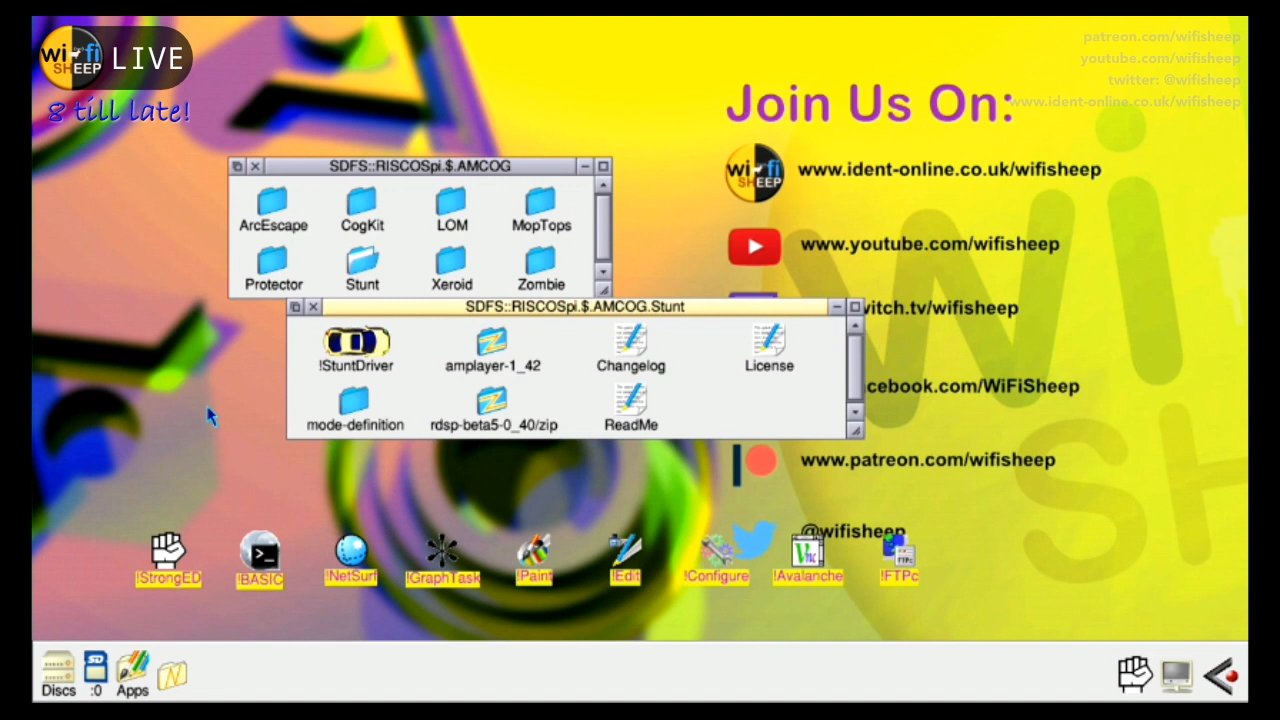 wi fi
SHEEP
LIVE
8 till late!
patreon.com/wifisheep
youtube.com/wifisheep
twitter: @wifisheep
www.ident-online.co.uk/wifisheep
Join Us On:
wi fi
SHEEP
www.ident-online.co.uk/wifisheep
www.youtube.com/wifisheep
witch.tv/wifisheep
acebook.com/WiFiSheep
www.patreon.com/wifisheep
@wifisheep
SDFS::RISCOSpi.$.AMCOG
ArcEscape CogKit LOM MopTops
Protector Stunt Xeroid Zombie
SDFS::RISCOSpi.$.AMCOG.Stunt
!StuntDriver amplayer-1_42 Changelog License
mode-definition rdsp-beta5-0_40/zip ReadMe
!StrongED !BASIC !NetSurf !GraphTask !Paint !Edit !Configure !Avalanche !FTPc
Discs :0 Apps